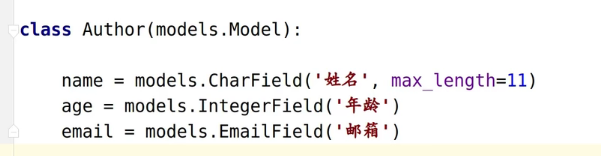 class Author(models.Model):
name = models.CharField('姓名', max_length=11)
age = models.IntegerField('年龄')
email = models.EmailField('邮箱')